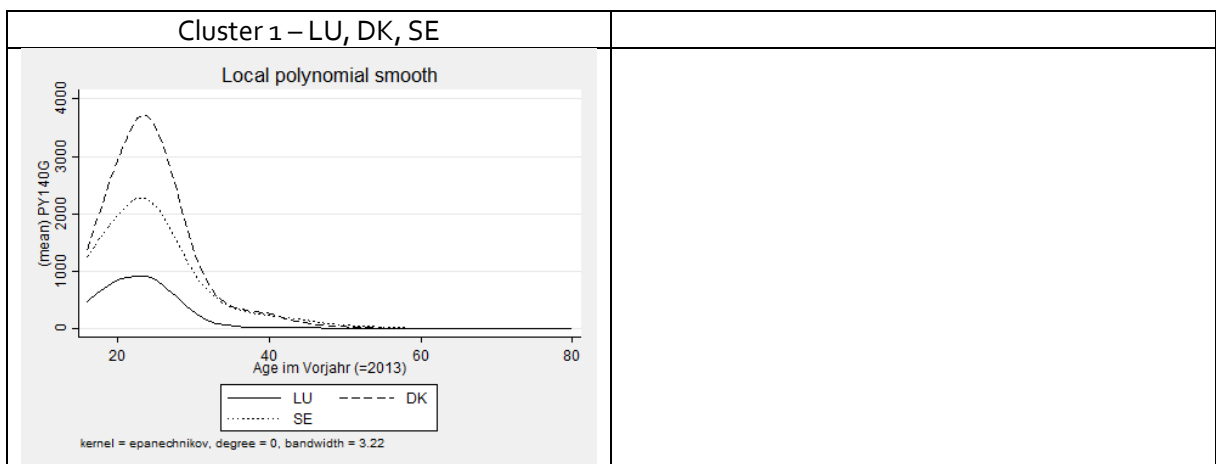 Cluster 1 – LU, DK, SE
Local polynomial smooth
(mean) PY140G
4000
3000
2000
1000
0
20 40 60 80
Age im Vorjahr (=2013)
LU DK
SE
kernel = epanechnikov, degree = 0, bandwidth = 3.22